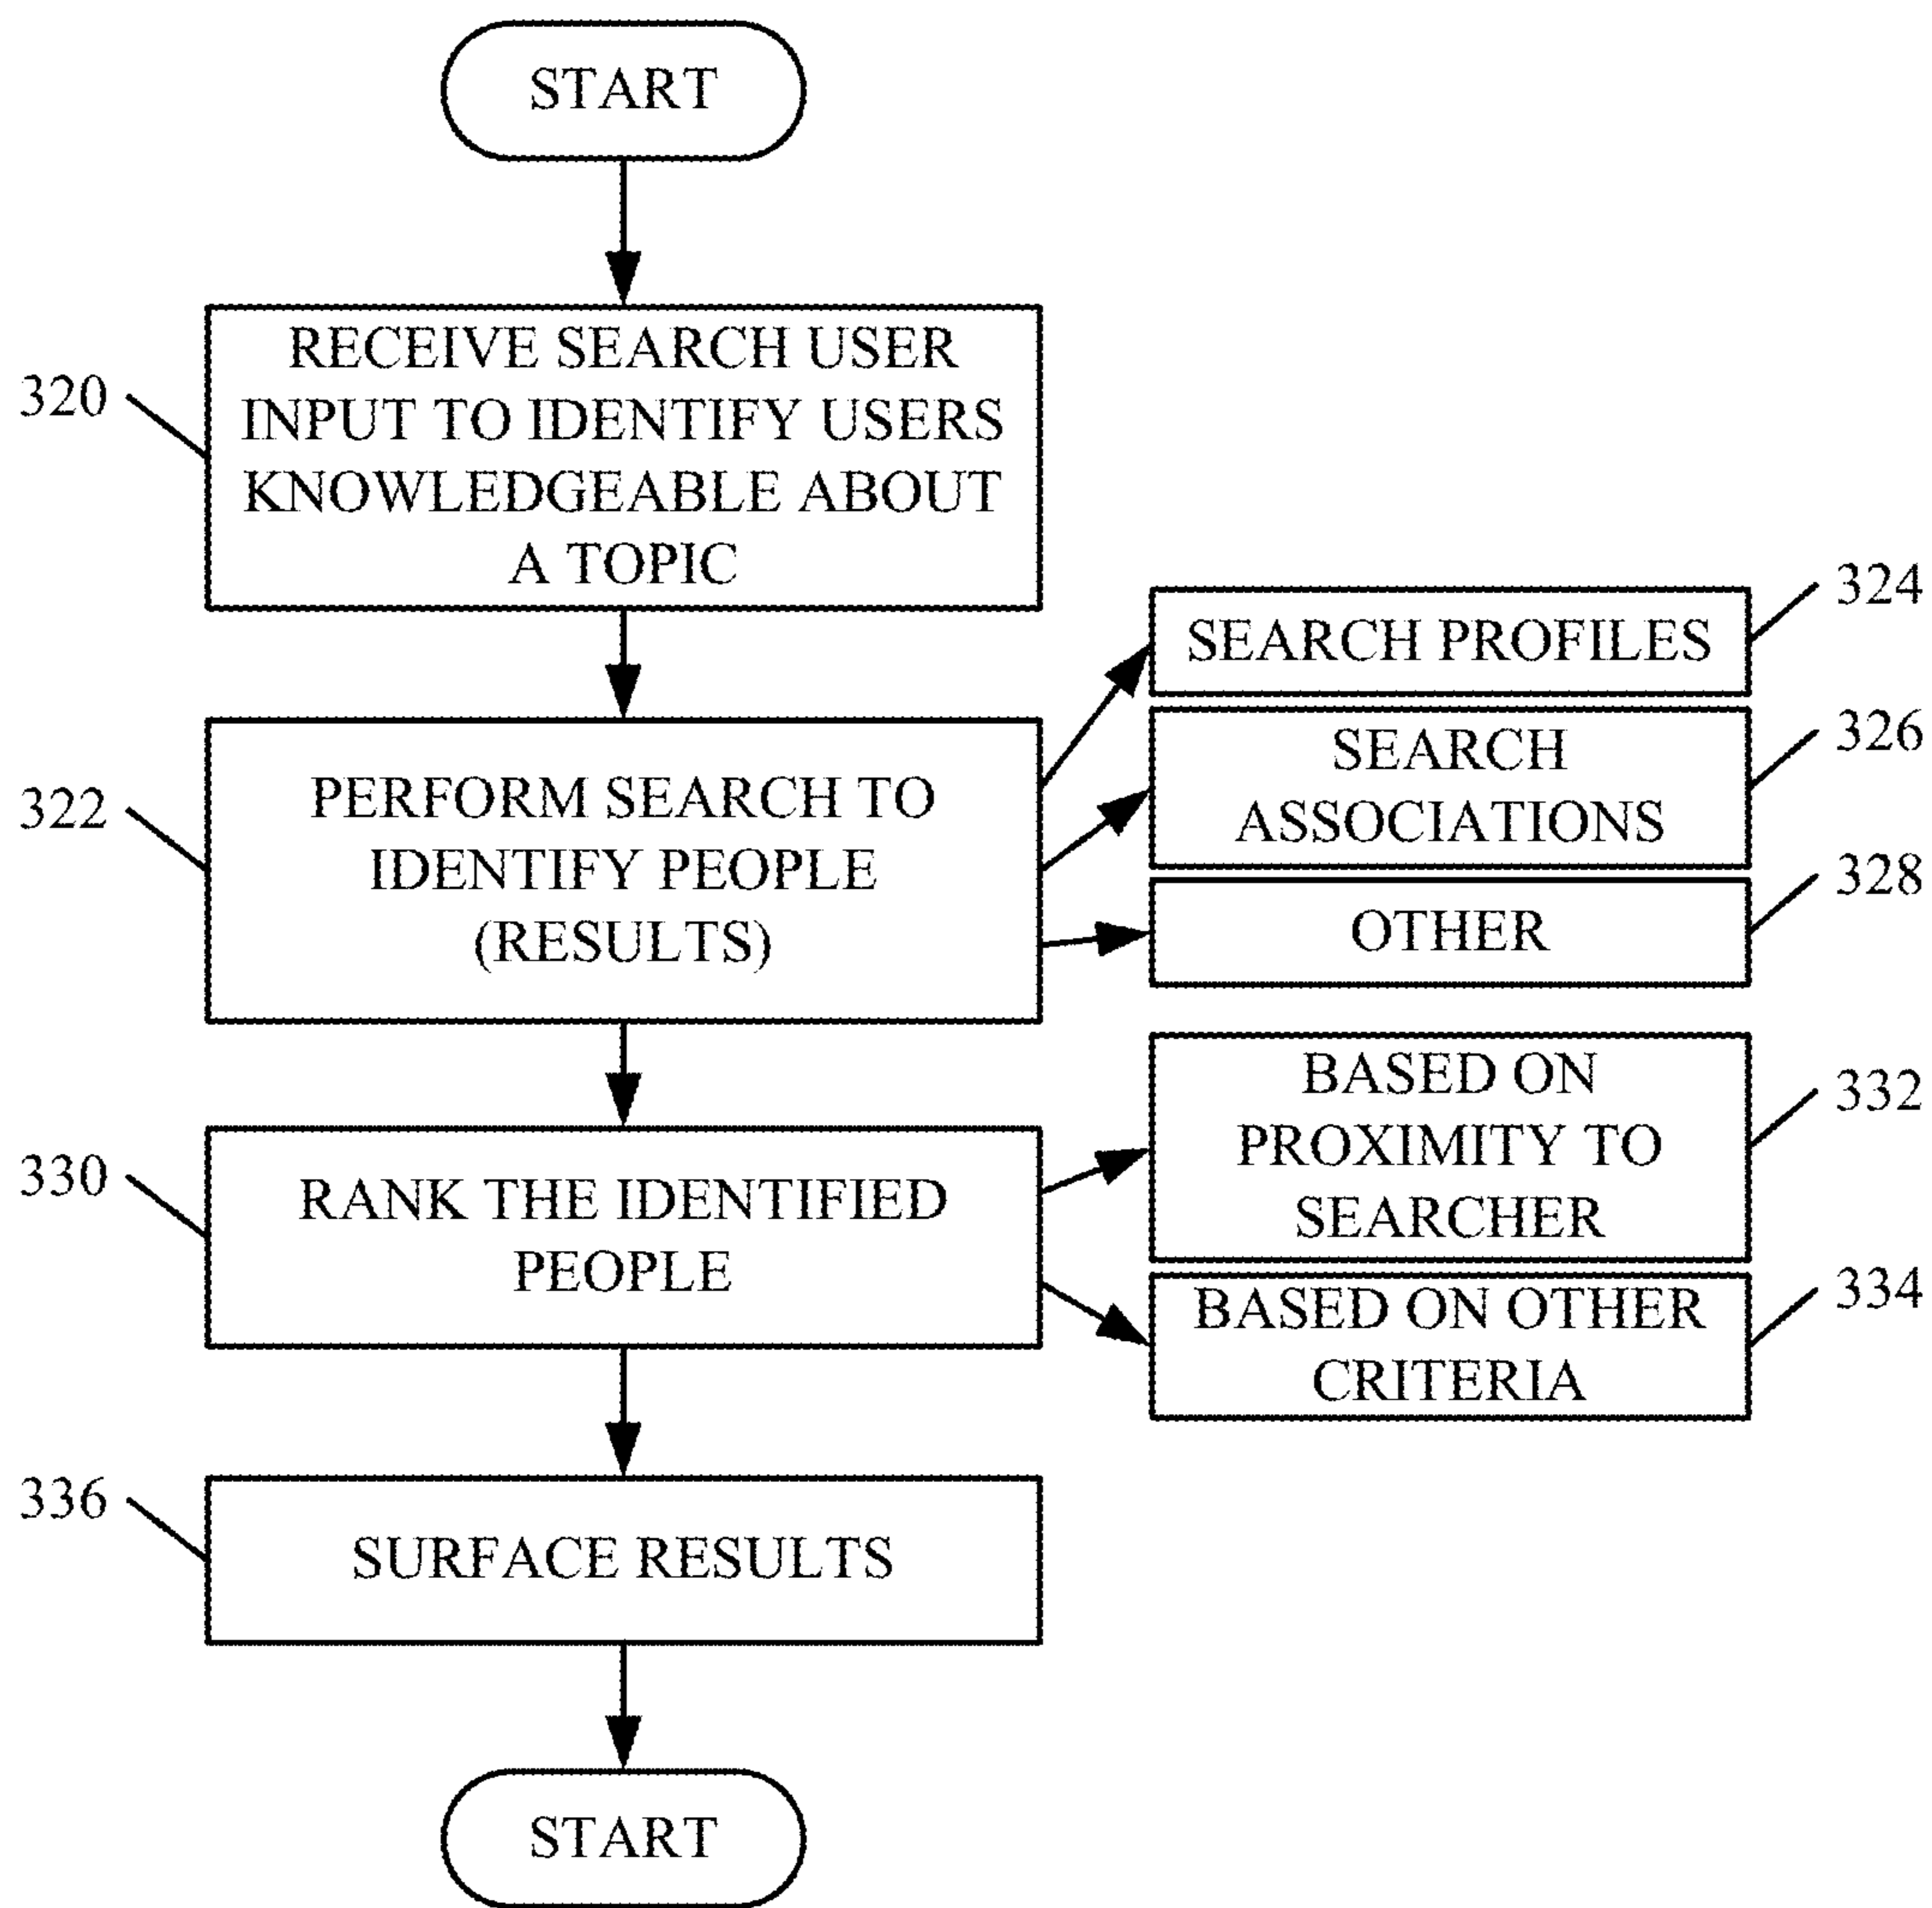 START
320
RECEIVE SEARCH USER
INPUT TO IDENTIFY USERS
KNOWLEDGEABLE ABOUT
A TOPIC
322
PERFORM SEARCH TO
IDENTIFY PEOPLE
(RESULTS)
324
SEARCH PROFILES
326
SEARCH
ASSOCIATIONS
328
OTHER
330
RANK THE IDENTIFIED
PEOPLE
332
BASED ON
PROXIMITY TO
SEARCHER
334
BASED ON OTHER
CRITERIA
336
SURFACE RESULTS
START